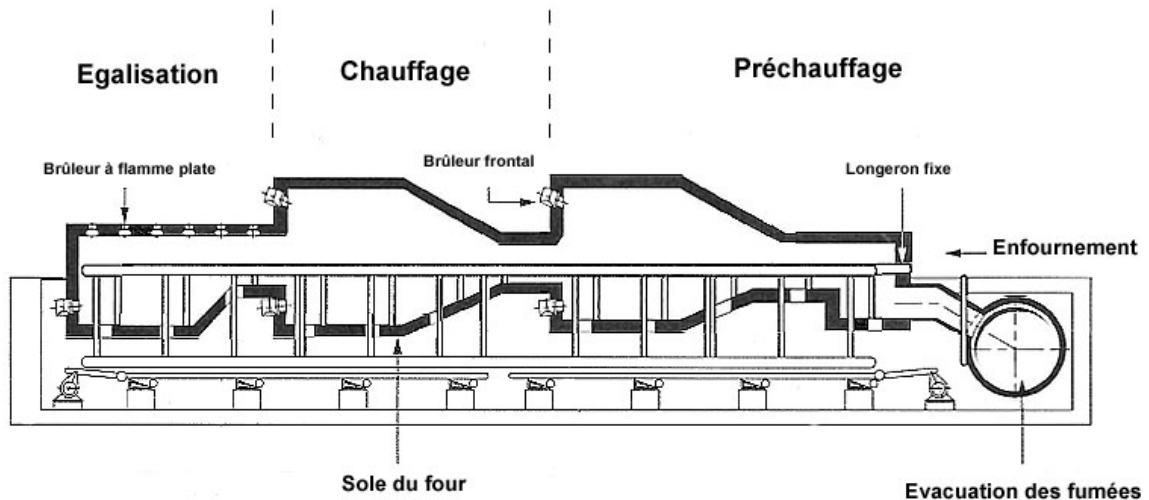 Egalisation
Chauffage
Préchauffage
Brûleur à flamme plate
Brûleur frontal
Longeron fixe
Enfournement
Sole du four
Evacuation des fumées